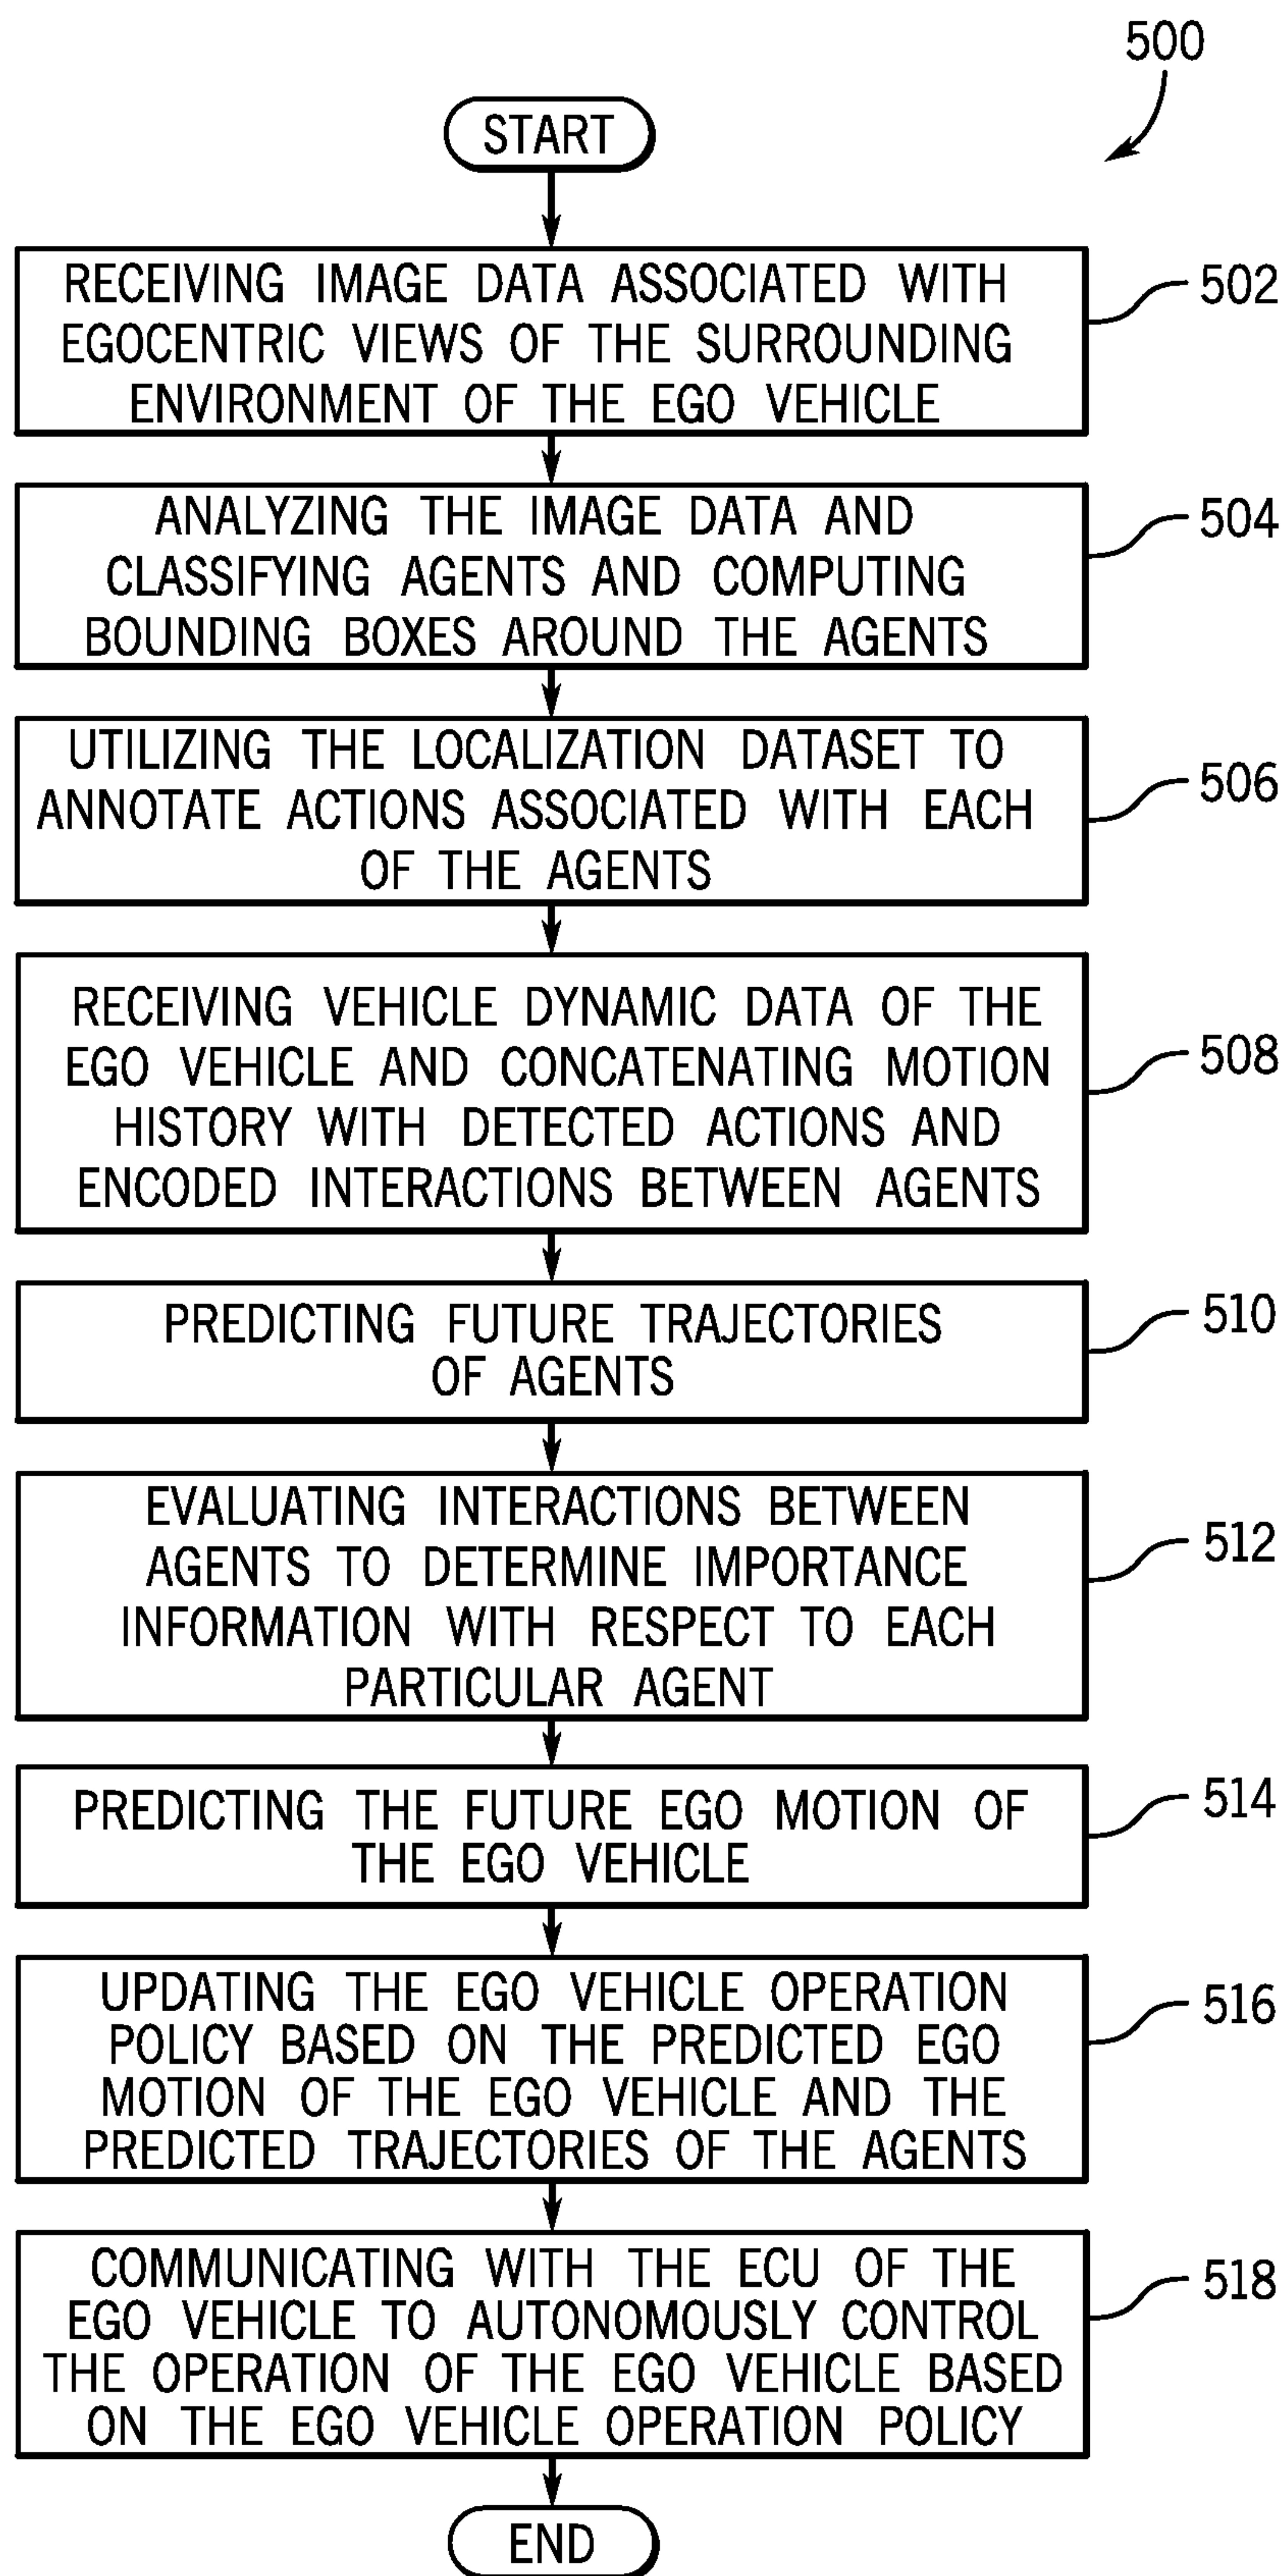 500
START
RECEIVING IMAGE DATA ASSOCIATED WITH
EGOCENTRIC VIEWS OF THE SURROUNDING
ENVIRONMENT OF THE EGO VEHICLE
502
ANALYZING THE IMAGE DATA AND
CLASSIFYING AGENTS AND COMPUTING
BOUNDING BOXES AROUND THE AGENTS
504
UTILIZING THE LOCALIZATION DATASET TO
ANNOTATE ACTIONS ASSOCIATED WITH EACH
OF THE AGENTS
506
RECEIVING VEHICLE DYNAMIC DATA OF THE
EGO VEHICLE AND CONCATENATING MOTION
HISTORY WITH DETECTED ACTIONS AND
ENCODED INTERACTIONS BETWEEN AGENTS
508
PREDICTING FUTURE TRAJECTORIES
OF AGENTS
510
EVALUATING INTERACTIONS BETWEEN
AGENTS TO DETERMINE IMPORTANCE
INFORMATION WITH RESPECT TO EACH
PARTICULAR AGENT
512
PREDICTING THE FUTURE EGO MOTION OF
THE EGO VEHICLE
514
UPDATING THE EGO VEHICLE OPERATION
POLICY BASED ON THE PREDICTED EGO
MOTION OF THE EGO VEHICLE AND THE
PREDICTED TRAJECTORIES OF THE AGENTS
516
COMMUNICATING WITH THE ECU OF THE
EGO VEHICLE TO AUTONOMOUSLY CONTROL
THE OPERATION OF THE EGO VEHICLE BASED
ON THE EGO VEHICLE OPERATION POLICY
518
END